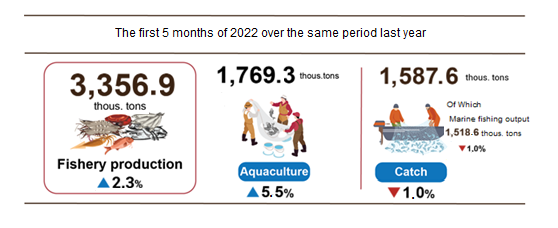 The first 5 months of 2022 over the same period last year
3,356.9
thous. tons
Fishery production
▲2.3%
1,769.3 thous.tons
Aquaculture
▲5.5%
1,587.6 thous. tons
Of Which
Marine fishing output
1,518.6 thous. tons
▼1.0%
Catch
▼1.0%